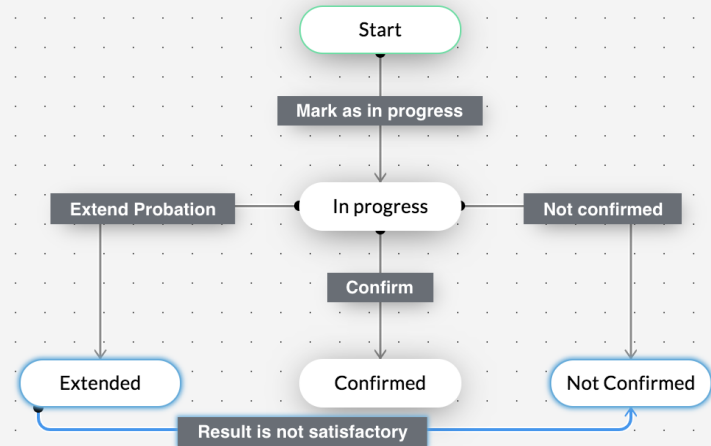 Start
Mark as in progress
Extend Probation
In progress
Not confirmed
Confirm
Extended
Confirmed
Not Confirmed
Result is not satisfactory